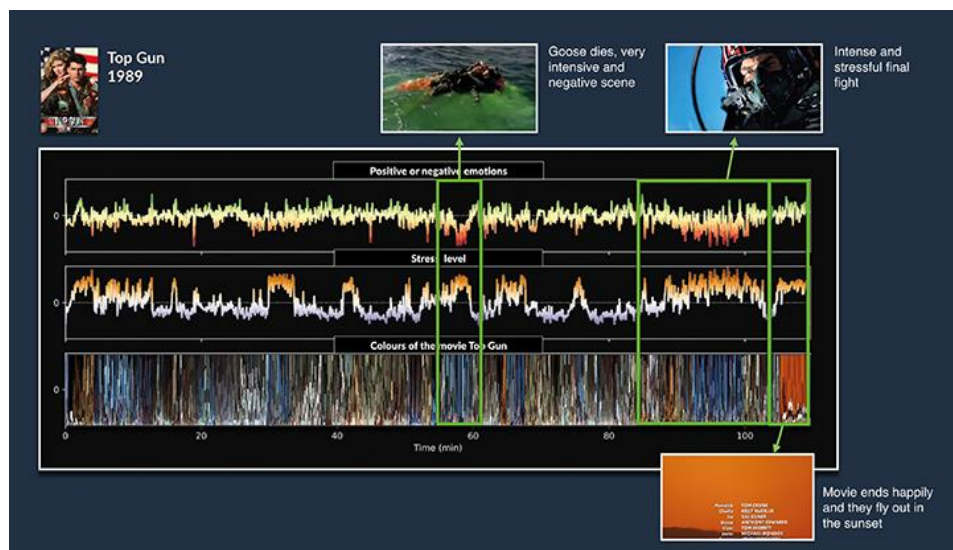 Top Gun
1989
TOP GUN
Goose dies, very
intensive and
negative scene
Intense and
stressful final
fight
Positive or negative emotions
0
Stress level
0
Colours of the movie Top Gun
0
0
20
40
60
80
100
Time (min)
TOM CRUISE
KELLY McGILLIS
VAL KILMER
ANTHONY EDWARDS
TOM SKERRITT
MICHAEL IRONSIDE
Movie ends happily
and they fly out in
the sunset